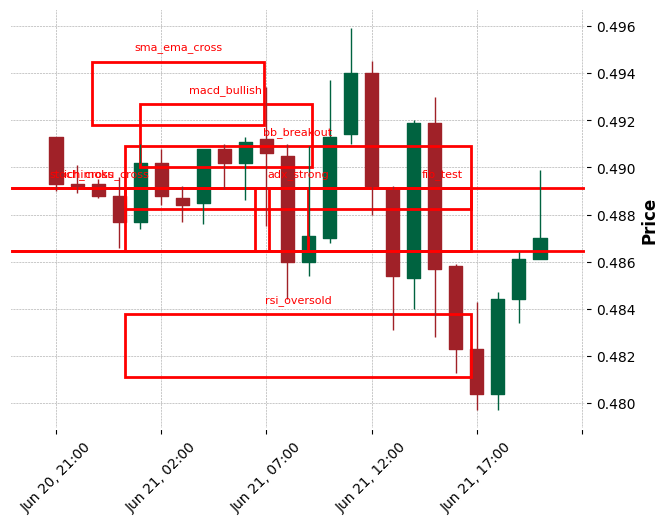 sma_ema_cross
macd_bullish
bb_breakout
adx_strong
fib_test
rsi_oversold
0.496
0.494
0.492
0.490
0.488
0.486
0.484
0.482
0.480
Price
Jun 20, 21:00
Jun 21, 02:00
Jun 21, 07:00
Jun 21, 12:00
Jun 21, 17:00